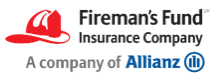 Fireman's Fund
Insurance Company
A company of Allianz